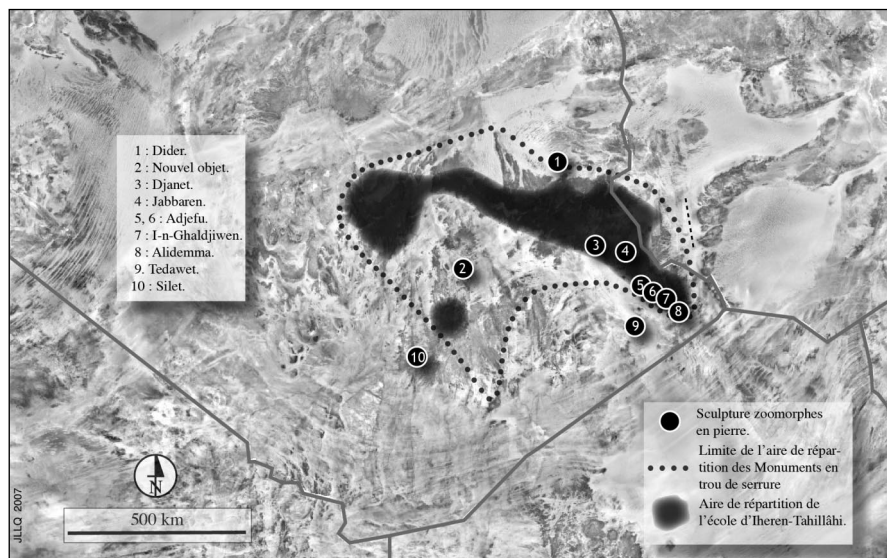 1 : Dider.
2 : Nouvel objet.
3 : Djanet.
4 : Jabbaren.
5, 6 : Adjefu.
7 : I-n-Ghaldjiwen.
8 : Alidemma.
9. Tedawet.
10 : Silet.
1
2
3
4
5
6
7
8
9
10
Sculpture zoomorphes
en pierre.
Limite de l'aire de répar-
tition des Monuments en
trou de serrure
Aire de répartition de
l'école d'Iheren-Tahillâhi.
N
500 km
JLLQ 2007